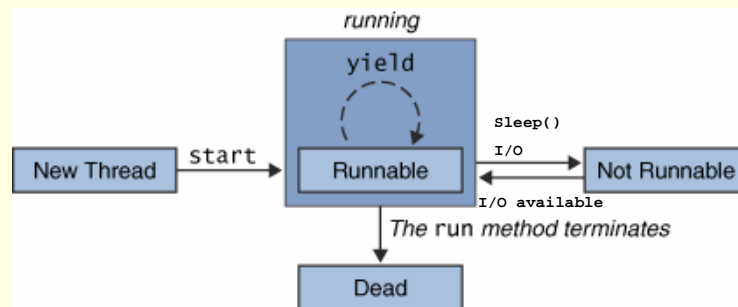 running
yield
Sleep()
I/O
New Thread
start
Runnable
Not Runnable
I/O available
The run method terminates
Dead